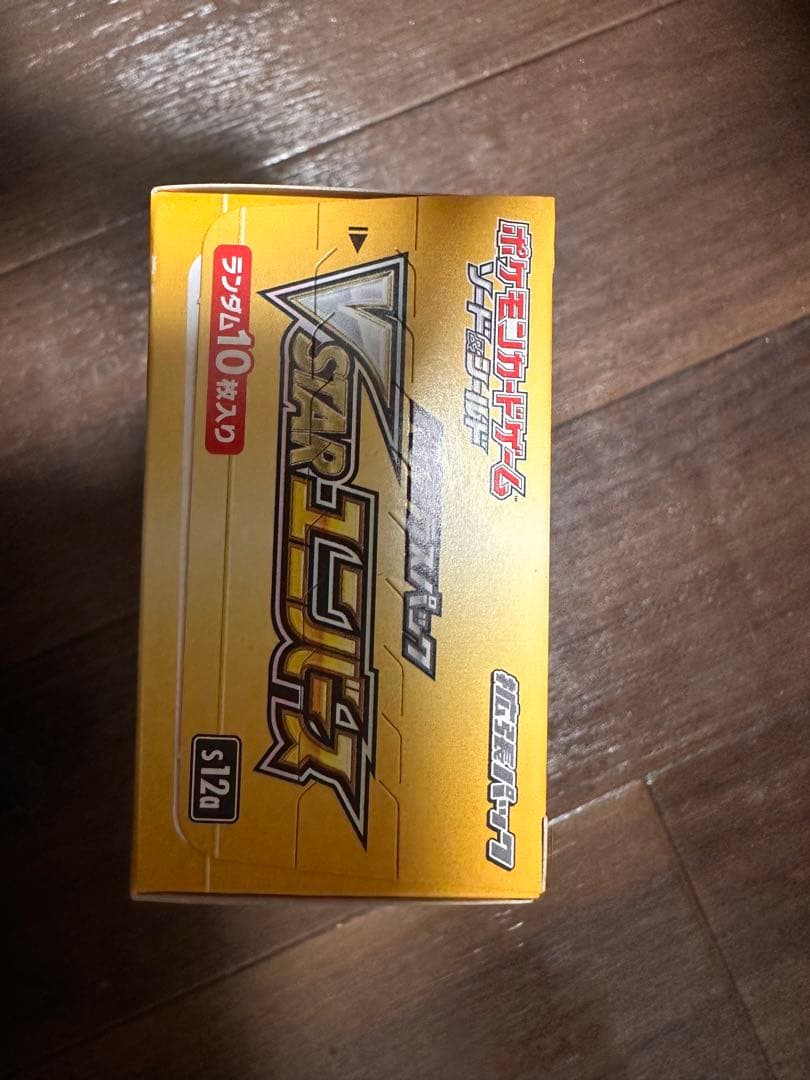 ポケモンカードゲーム
ソード&シールド
拡張パック
ハイクラスパック
VSTARユニバース
ランダム10枚入り
s12a